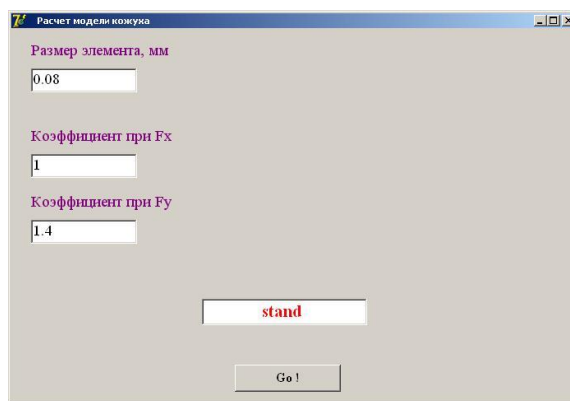 Расчет модели кожуха
Размер элемента, мм
0.08
Коэффициент при Fx
1
Коэффициент при Fy
1.4
stand
Go !